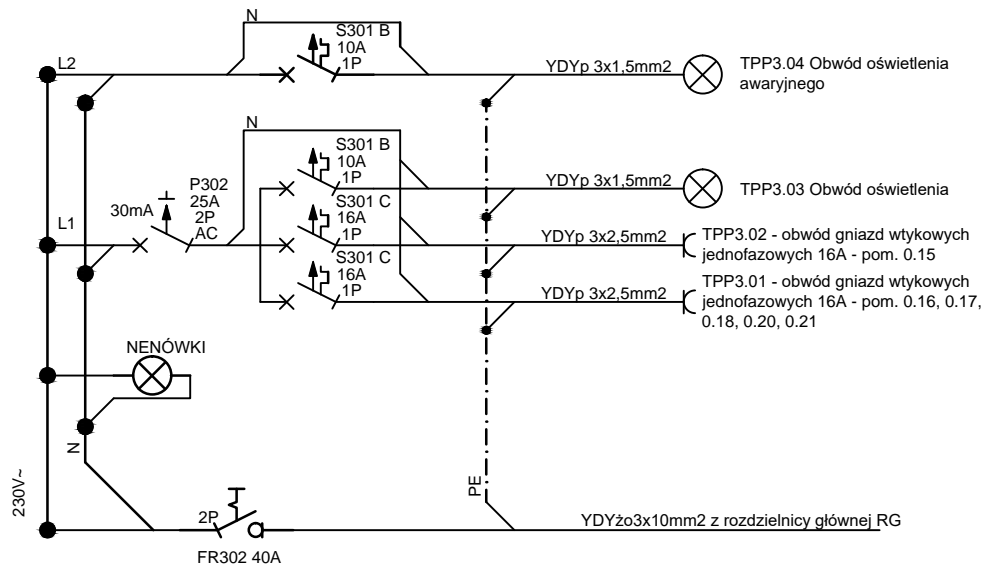 N
S301 B
10A
1P
L2
YDYp 3x1,5mm2
TPP3.04 Obwód oświetlenia
awaryjnego
N
S301 B
10A
1P
P302
25A
2P
AC
30mA
YDYp 3x1,5mm2
TPP3.03 Obwód oświetlenia
L1
S301 C
16A
1P
YDYp 3x2,5mm2
TPP3.02 - obwód gniazd wtykowych
jednofazowych 16A - pom. 0.15
S301 C
16A
1P
YDYp 3x2,5mm2
TPP3.01 - obwód gniazd wtykowych
jednofazowych 16A - pom. 0.16, 0.17,
0.18, 0.20, 0.21
NENÓWKI
N
230V~
PE
2P
FR302 40A
YDYżo3x10mm2 z rozdzielnicy głównej RG